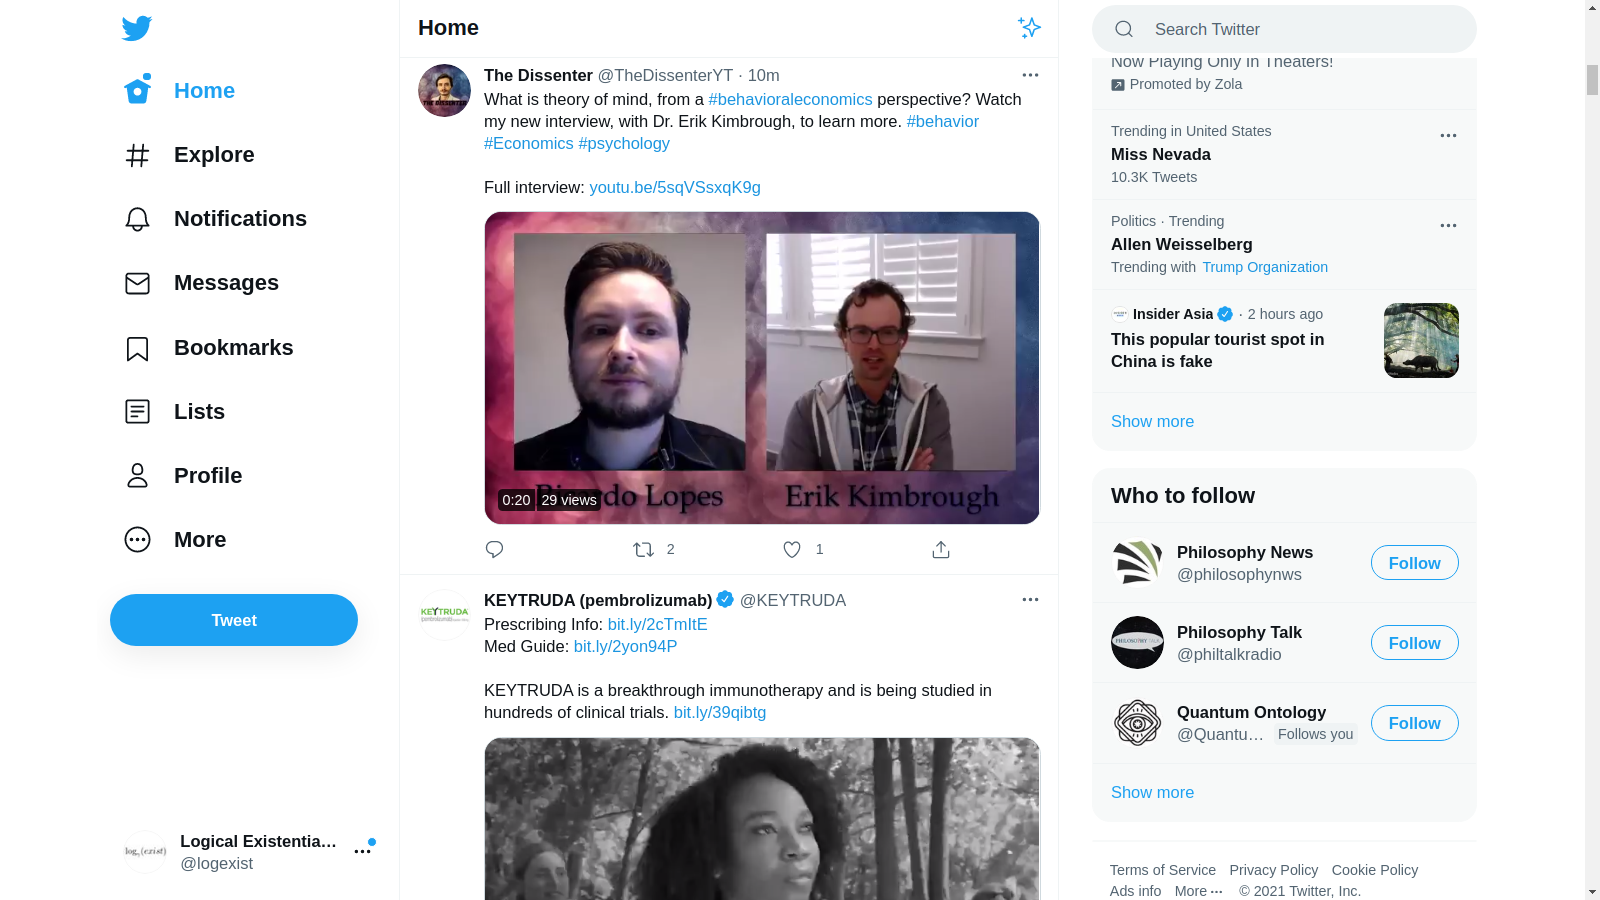 Home
Explore
Notifications
Messages
Bookmarks
Lists
Profile
More
Tweet
log_e(exist)
Logical Existentia…
@logexist
Home
The Dissenter @TheDissenterYT · 10m
What is theory of mind, from a #behavioraleconomics perspective? Watch
my new interview, with Dr. Erik Kimbrough, to learn more. #behavior
#Economics #psychology
Full interview: youtu.be/5sqVSsxqK9g
0:20 29 views
Lopes
Erik Kimbrough
2
1
KEYTRUDA
KEYTRUDA (pembrolizumab) @KEYTRUDA
Prescribing Info: bit.ly/2cTmItE
Med Guide: bit.ly/2yon94P
KEYTRUDA is a breakthrough immunotherapy and is being studied in
hundreds of clinical trials. bit.ly/39qibtg
Search Twitter
Now Playing Only In Theaters!
Promoted by Zola
Trending in United States
Miss Nevada
10.3K Tweets
Politics · Trending
Allen Weisselberg
Trending with Trump Organization
Insider Asia · 2 hours ago
This popular tourist spot in
China is fake
Show more
Who to follow
Philosophy News
@philosophynws
Follow
PHILOSOPHY TALK
Philosophy Talk
@philtalkradio
Follow
Quantum Ontology
@Quantu… Follows you
Follow
Show more
Terms of Service Privacy Policy Cookie Policy
Ads info More ··· © 2021 Twitter, Inc.